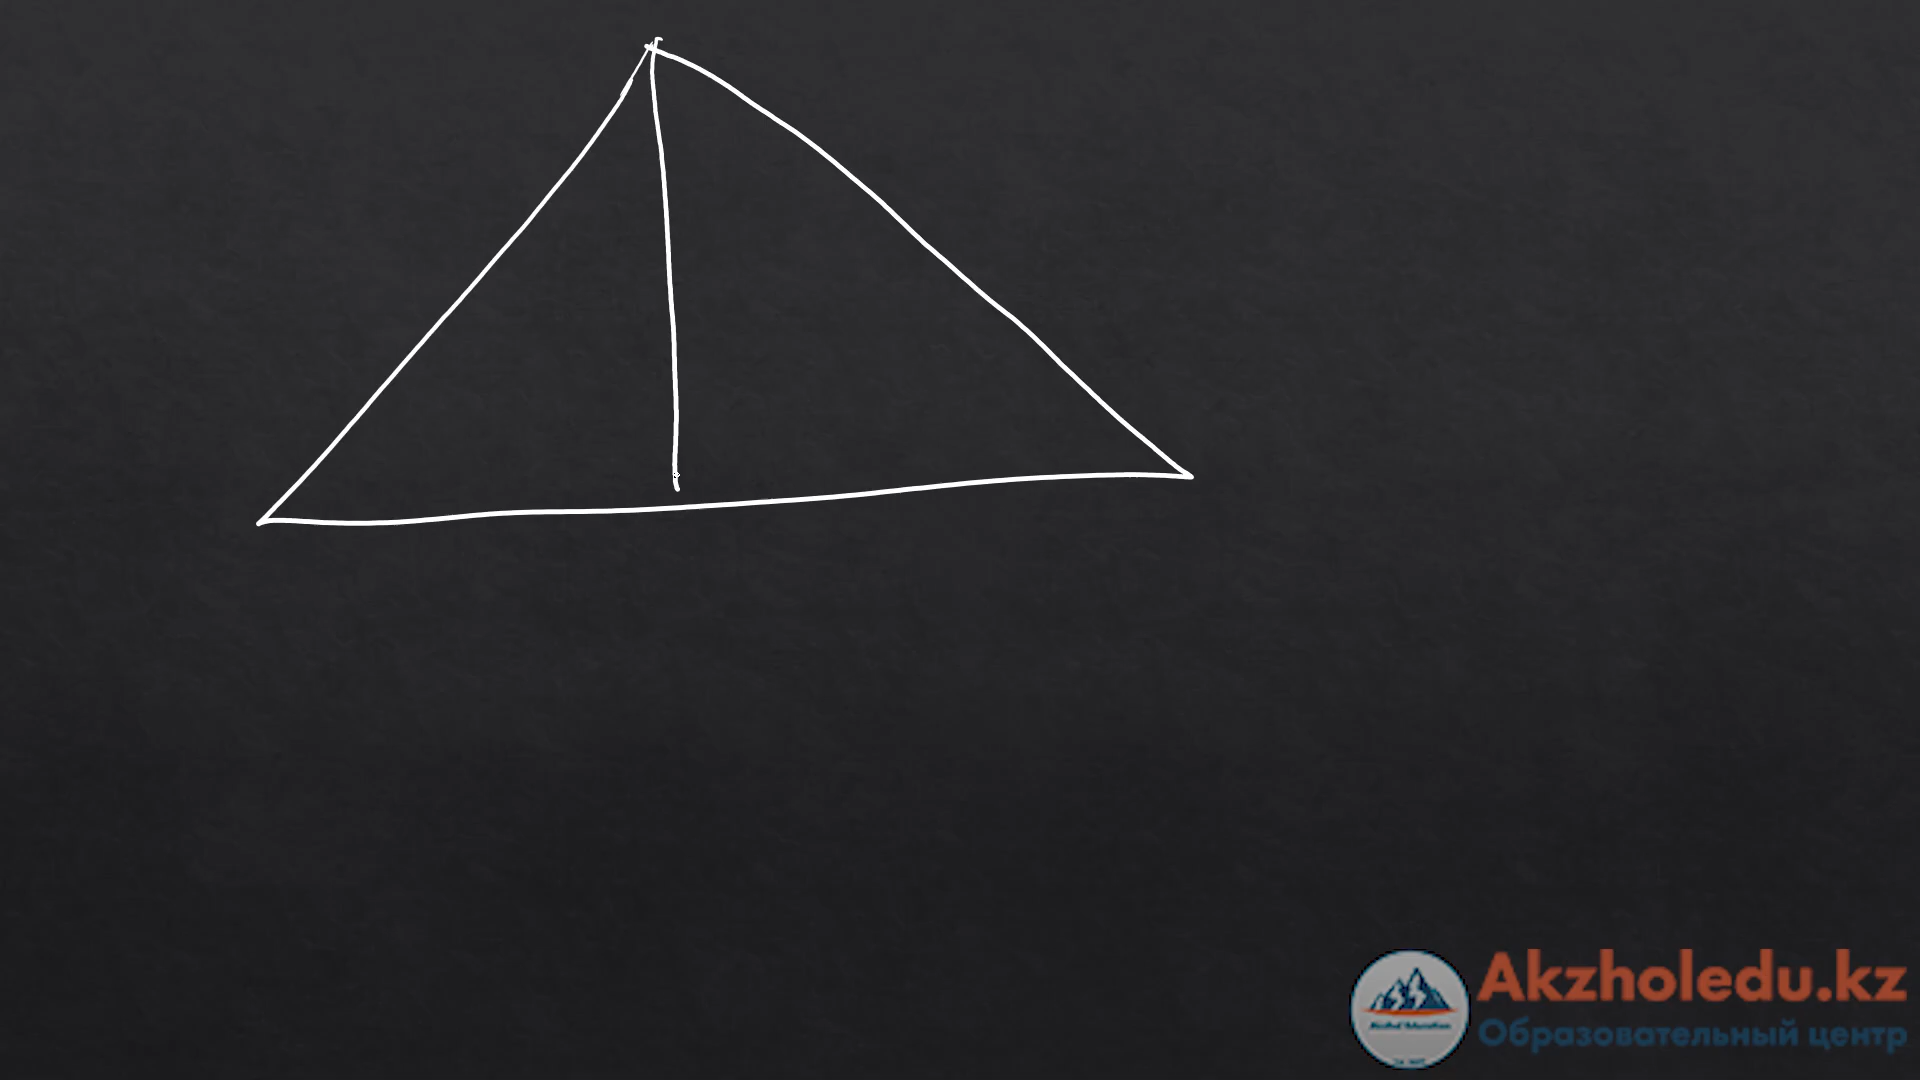 Akzholedu.kz
Образовательный центр